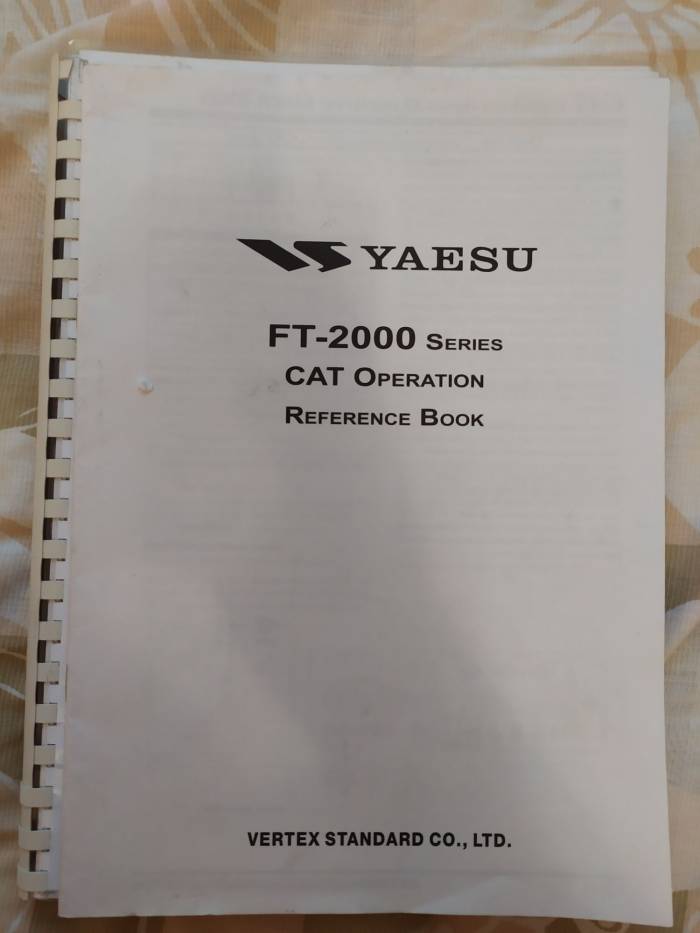 YAESU
FT-2000 SERIES
CAT OPERATION
REFERENCE BOOK
VERTEX STANDARD CO., LTD.